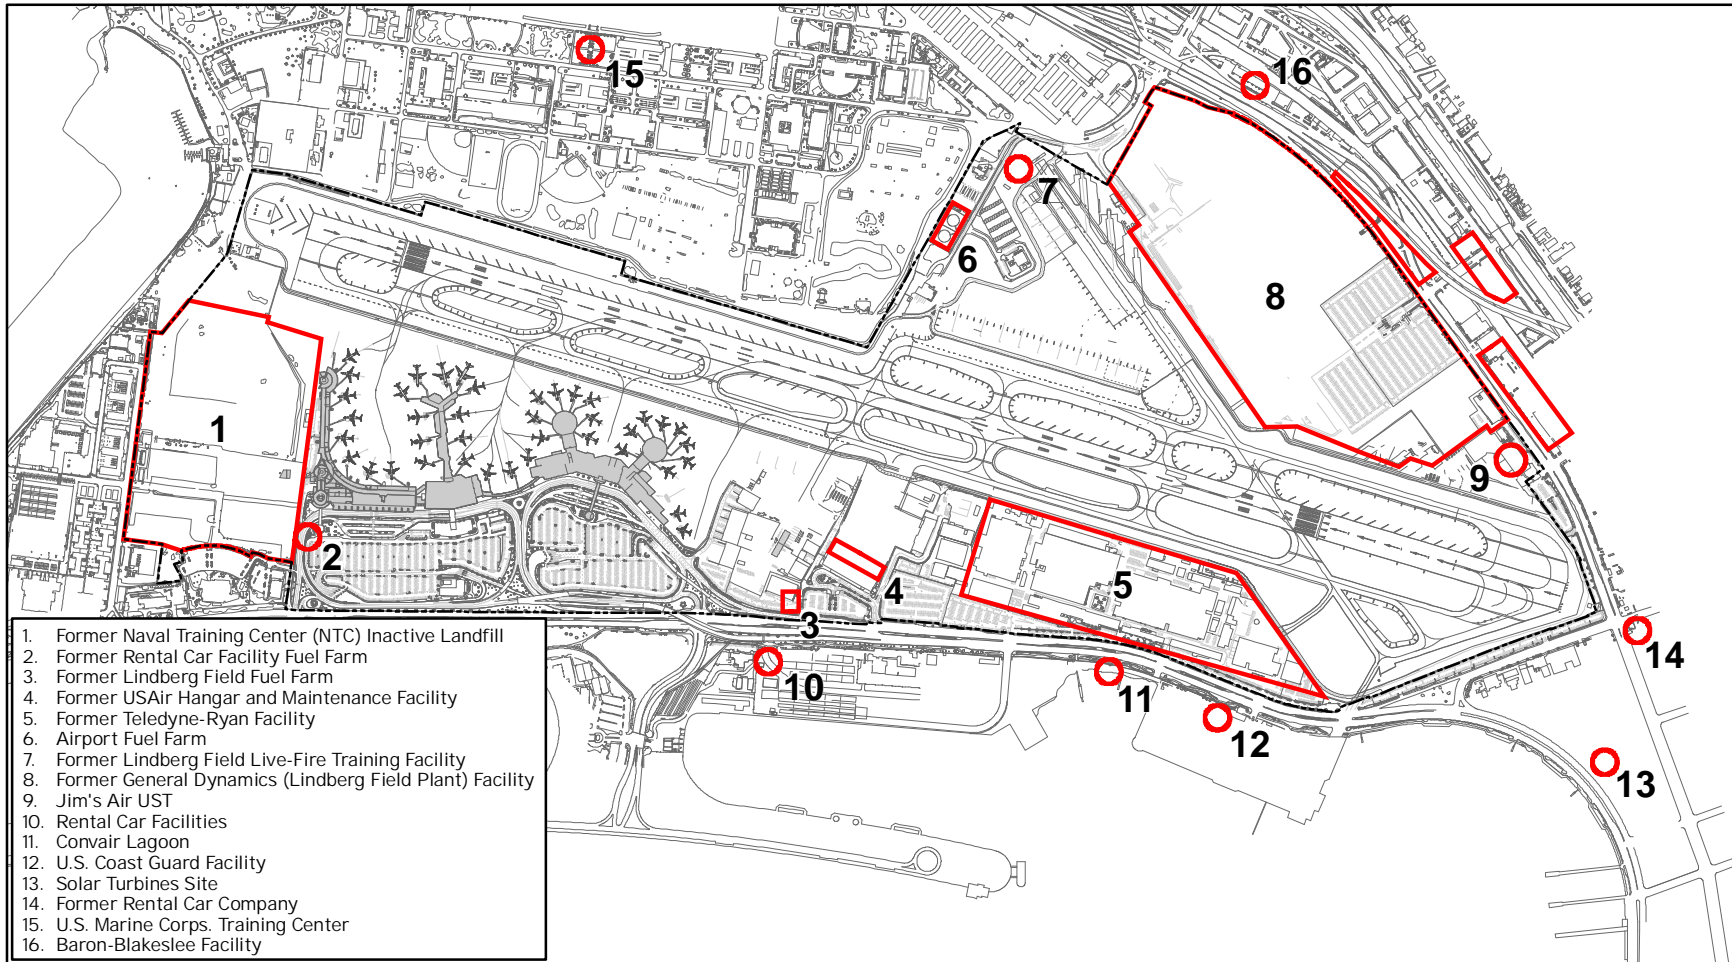 15
16
7
6
8
1
9
2
4
5
3
14
10
11
12
13
1. Former Naval Training Center (NTC) Inactive Landfill
2. Former Rental Car Facility Fuel Farm
3. Former Lindberg Field Fuel Farm
4. Former USAir Hangar and Maintenance Facility
5. Former Teledyne-Ryan Facility
6. Airport Fuel Farm
7. Former Lindberg Field Live-Fire Training Facility
8. Former General Dynamics (Lindberg Field Plant) Facility
9. Jim's Air UST
10. Rental Car Facilities
11. Convair Lagoon
12. U.S. Coast Guard Facility
13. Solar Turbines Site
14. Former Rental Car Company
15. U.S. Marine Corps. Training Center
16. Baron-Blakeslee Facility